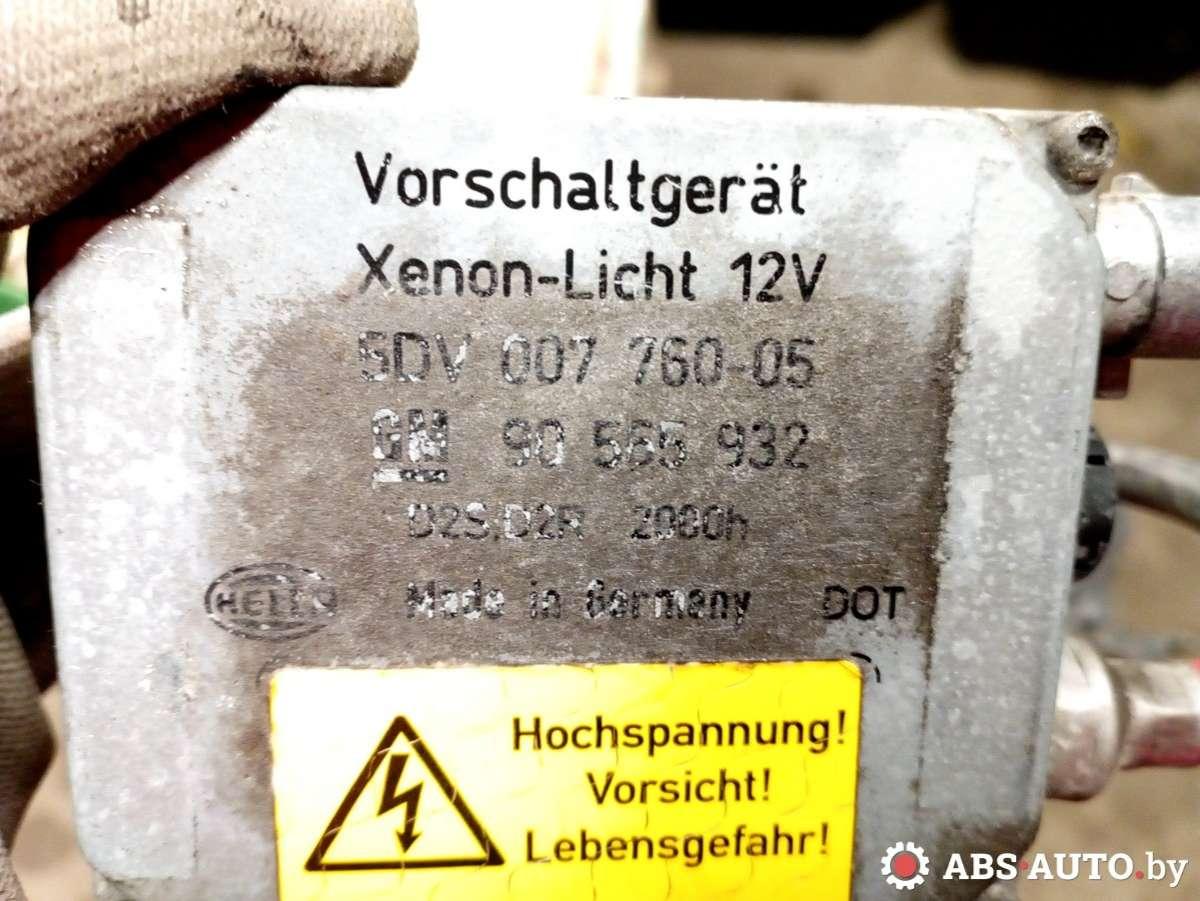 Vorschaltgerät
Xenon-Licht 12V
5DV 007 760-05
GM 90 565 932
D2S,D2R 2000h
HELLA Made in Germany DOT
Hochspannung!
Vorsicht!
Lebensgefahr!
ABS-AUTO.by